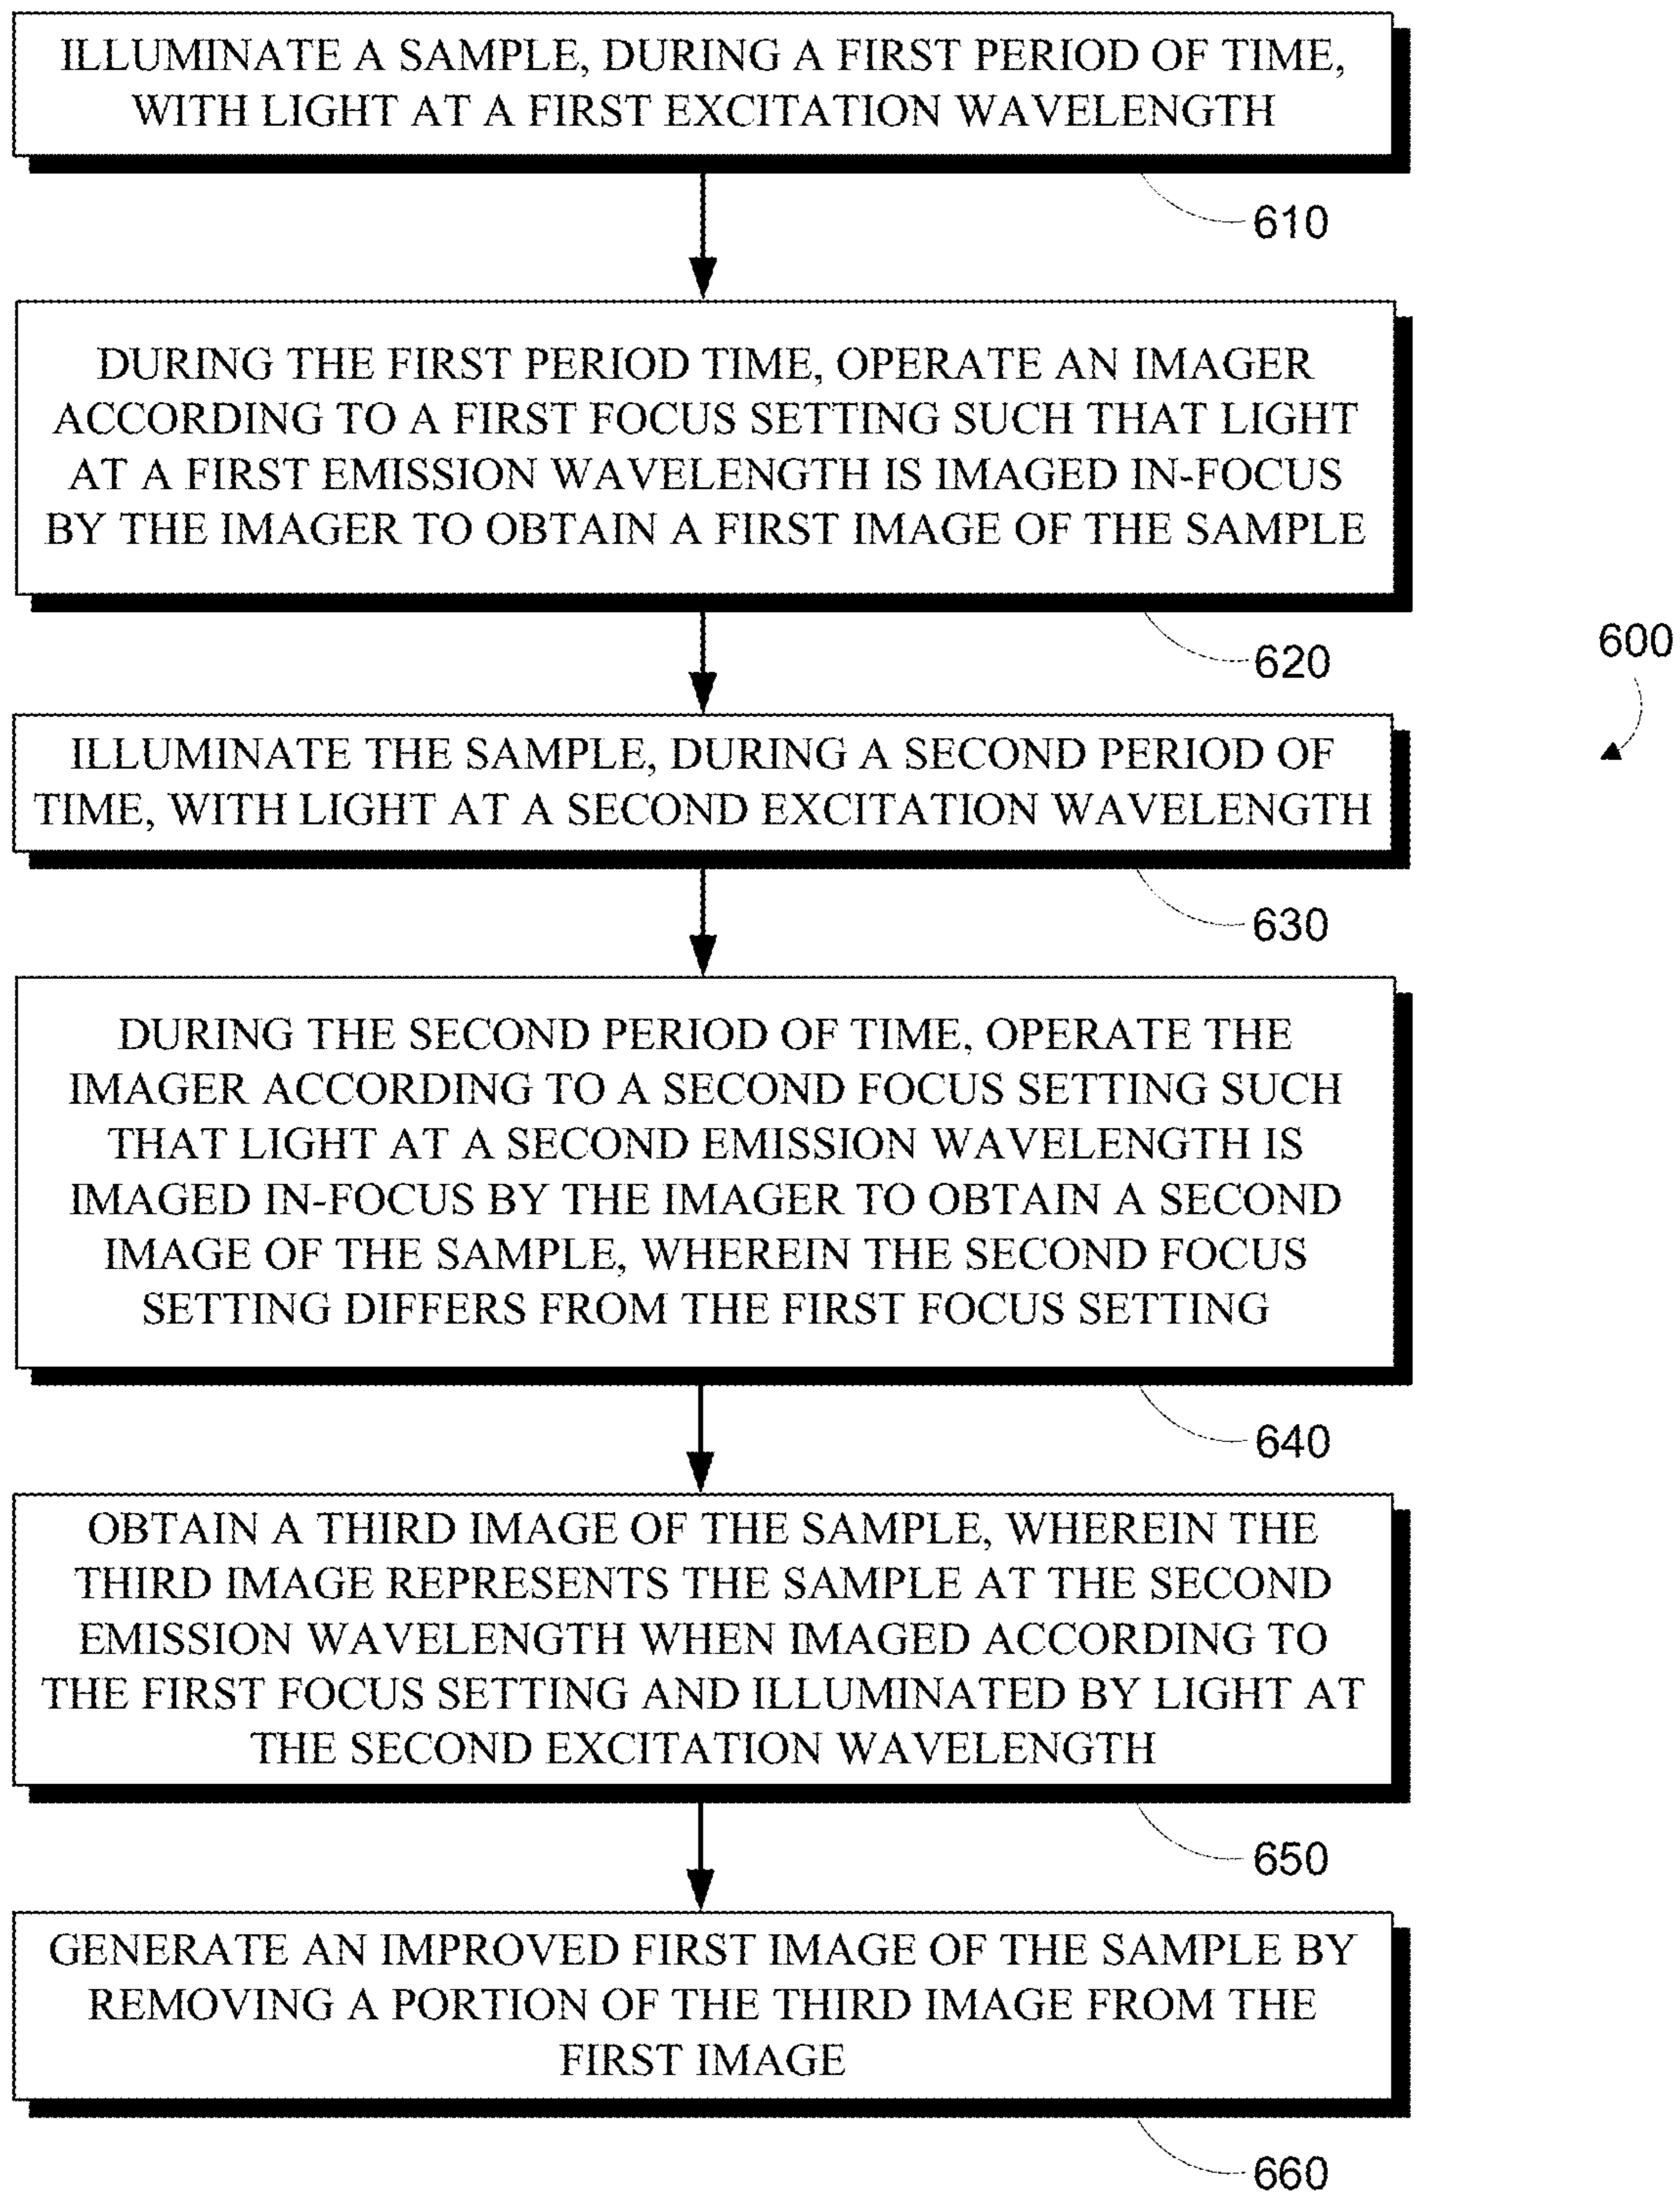 ILLUMINATE A SAMPLE, DURING A FIRST PERIOD OF TIME,
WITH LIGHT AT A FIRST EXCITATION WAVELENGTH
610
DURING THE FIRST PERIOD TIME, OPERATE AN IMAGER
ACCORDING TO A FIRST FOCUS SETTING SUCH THAT LIGHT
AT A FIRST EMISSION WAVELENGTH IS IMAGED IN-FOCUS
BY THE IMAGER TO OBTAIN A FIRST IMAGE OF THE SAMPLE
620
600
ILLUMINATE THE SAMPLE, DURING A SECOND PERIOD OF
TIME, WITH LIGHT AT A SECOND EXCITATION WAVELENGTH
630
DURING THE SECOND PERIOD OF TIME, OPERATE THE
IMAGER ACCORDING TO A SECOND FOCUS SETTING SUCH
THAT LIGHT AT A SECOND EMISSION WAVELENGTH IS
IMAGED IN-FOCUS BY THE IMAGER TO OBTAIN A SECOND
IMAGE OF THE SAMPLE, WHEREIN THE SECOND FOCUS
SETTING DIFFERS FROM THE FIRST FOCUS SETTING
640
OBTAIN A THIRD IMAGE OF THE SAMPLE, WHEREIN THE
THIRD IMAGE REPRESENTS THE SAMPLE AT THE SECOND
EMISSION WAVELENGTH WHEN IMAGED ACCORDING TO
THE FIRST FOCUS SETTING AND ILLUMINATED BY LIGHT AT
THE SECOND EXCITATION WAVELENGTH
650
GENERATE AN IMPROVED FIRST IMAGE OF THE SAMPLE BY
REMOVING A PORTION OF THE THIRD IMAGE FROM THE
FIRST IMAGE
660